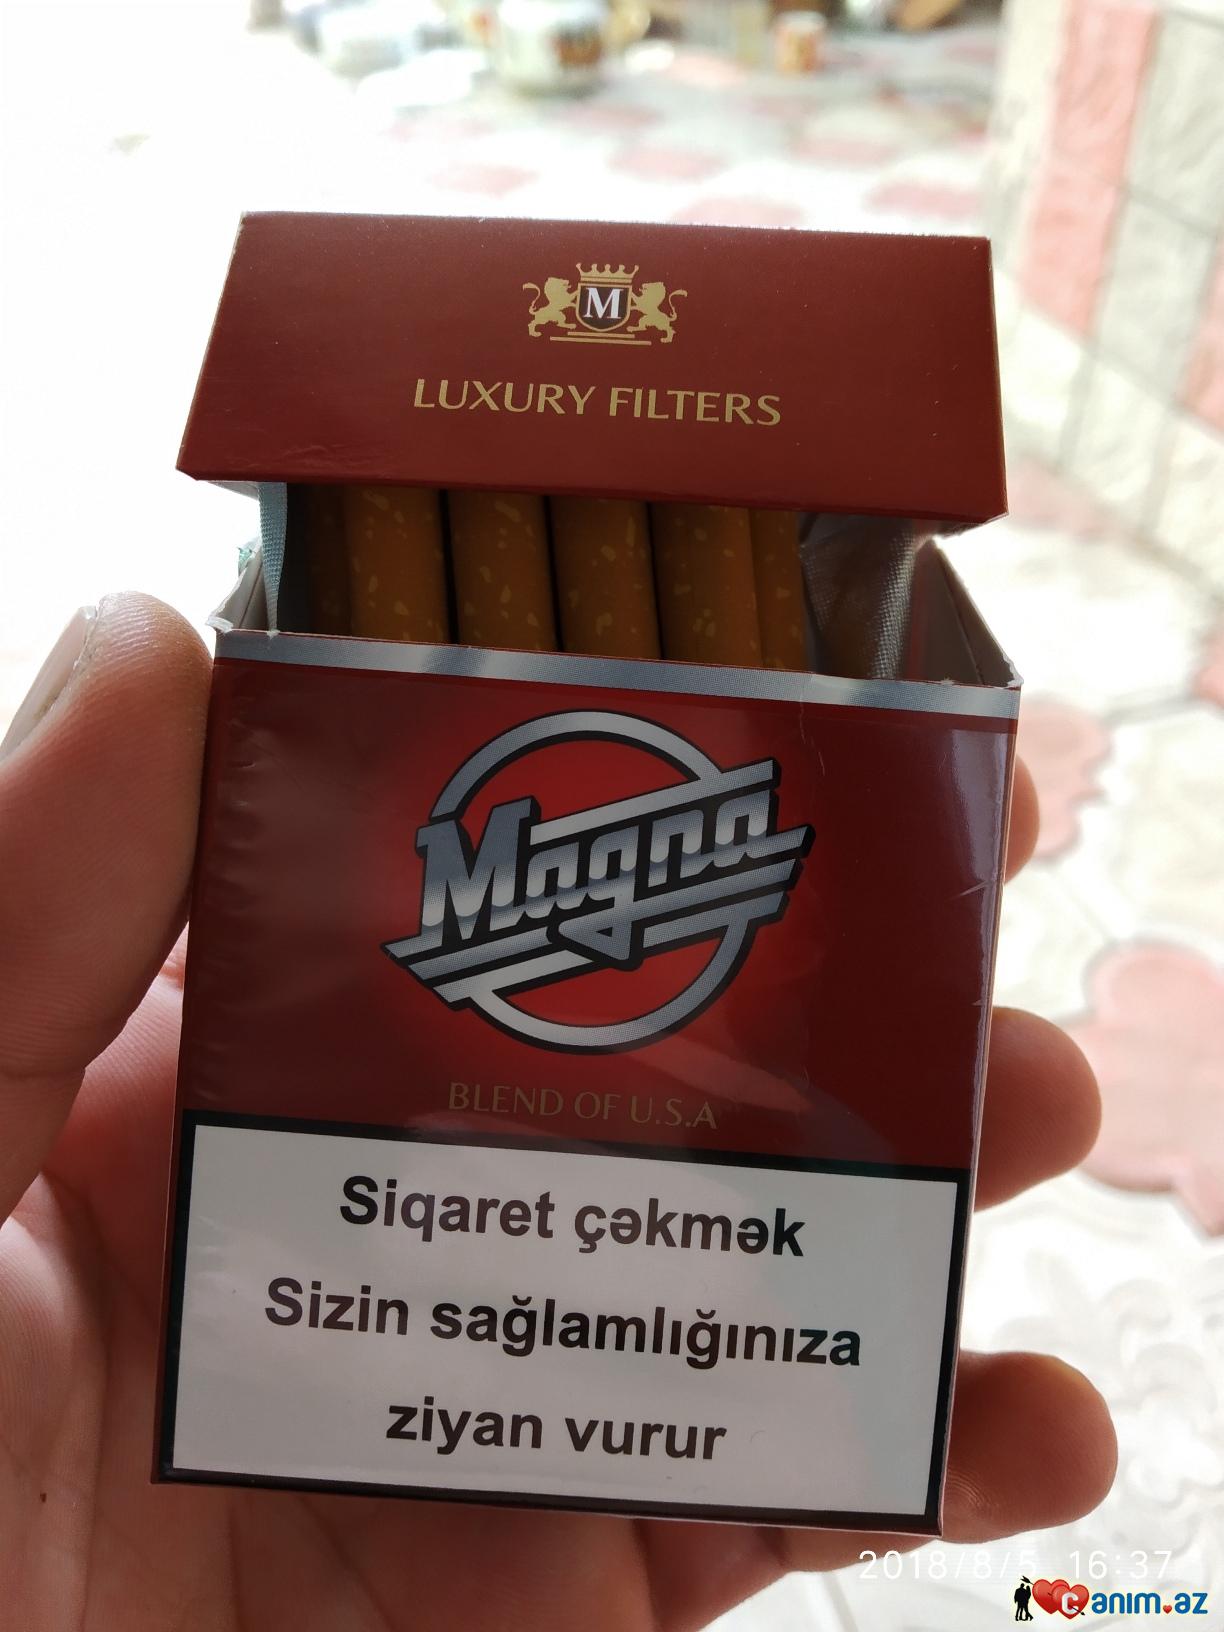 M
LUXURY FILTERS
Magna
BLEND OF U.S.A
Siqaret çəkmək
Sizin sağlamlığınıza
ziyan vurur
2018/8/5 16:37
Canim.az